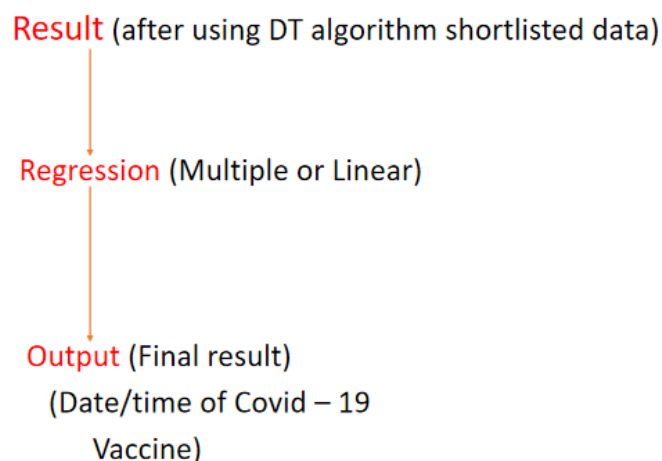 Result (after using DT algorithm shortlisted data)
Regression (Multiple or Linear)
Output (Final result)
(Date/time of Covid – 19
Vaccine)